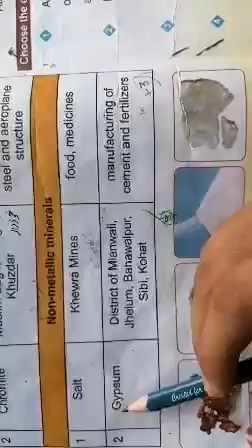 2 Chromite Khuzdar steel and aeroplane
structure
Non-metallic minerals
1 Salt Khewra Mines food, medicines
2 Gypsum District of Mianwali, manufacturing of
Jhelum, Bahawalpur, cement and fertilizers
Sibi, Kohat
Choose the